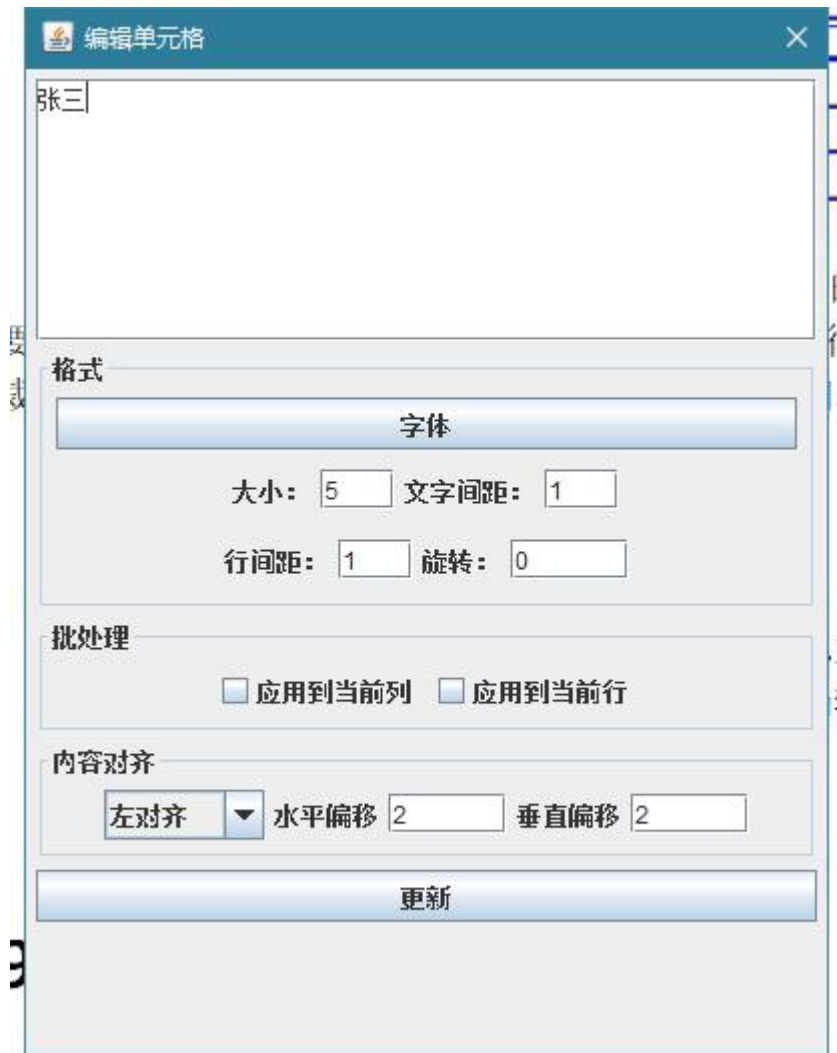 编辑单元格
张三
格式
字体
大小： 5 文字间距： 1
行间距： 1 旋转： 0
批处理
应用到当前列 应用到当前行
内容对齐
左对齐 水平偏移 2 垂直偏移 2
更新